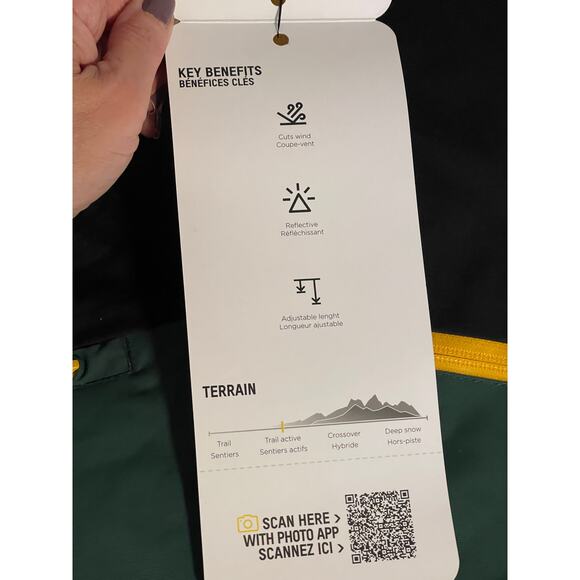 KEY BENEFITS
BÉNÉFICES CLÉS
Cuts wind
Coupe-vent
Reflective
Réfléchissant
Adjustable lenght
Longueur ajustable
TERRAIN
Trail
Sentiers
Trail active
Sentiers actifs
Crossover
Hybride
Deep snow
Hors-piste
SCAN HERE >
WITH PHOTO APP
SCANNEZ ICI >